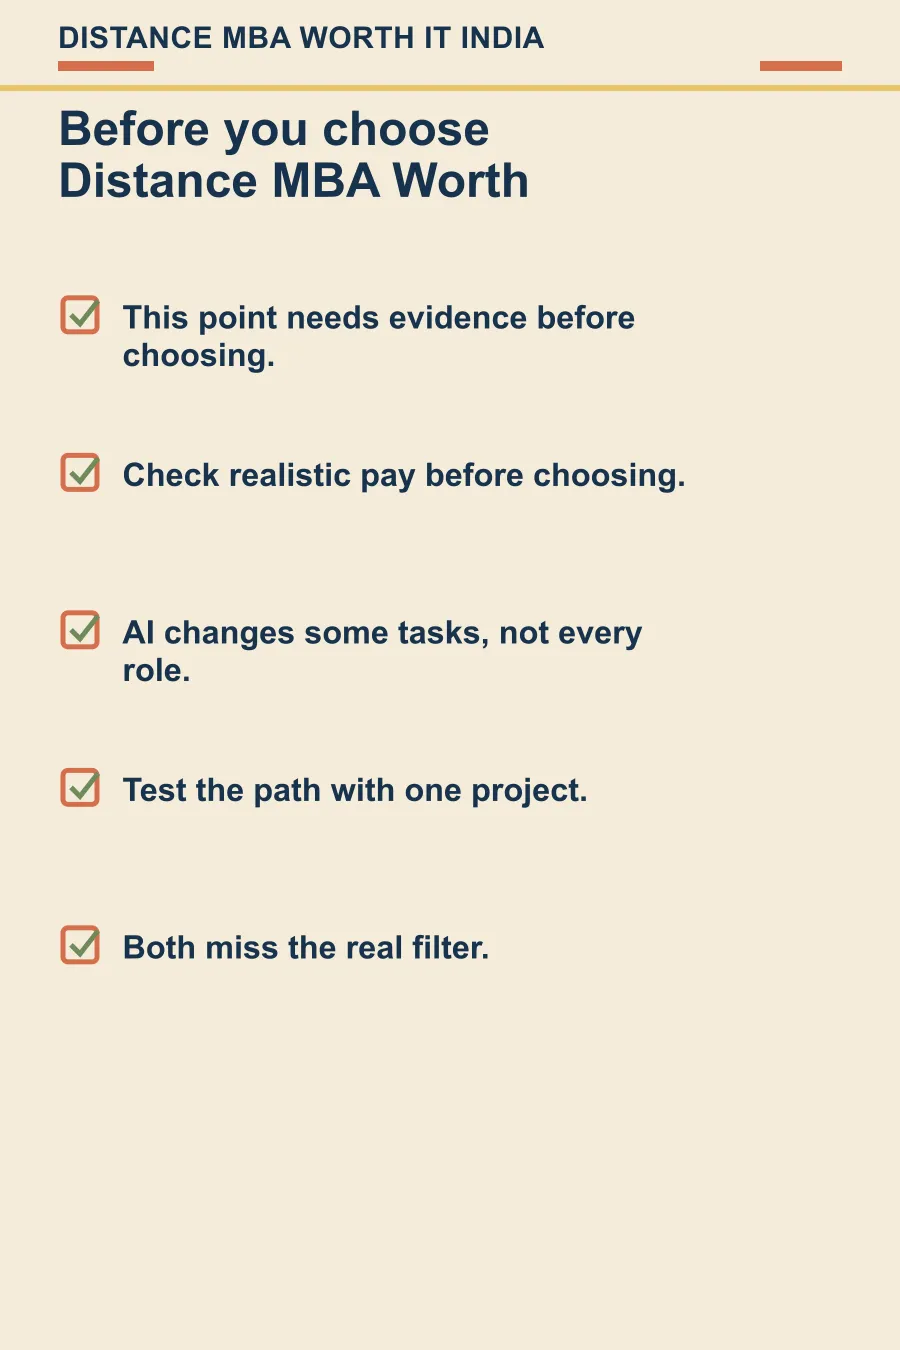 DISTANCE MBA WORTH IT INDIA
Before you choose
Distance MBA Worth
This point needs evidence before
choosing.
Check realistic pay before choosing.
AI changes some tasks, not every
role.
Test the path with one project.
Both miss the real filter.